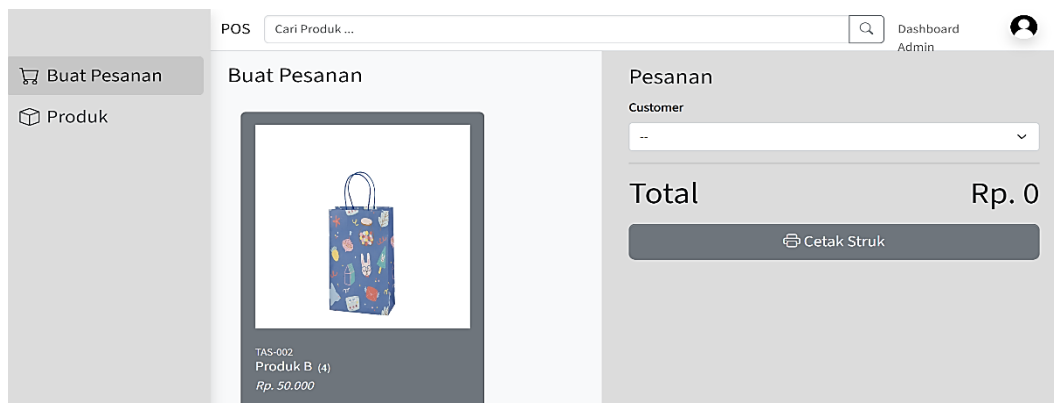 POS
Cari Produk ...
Dashboard
Admin
Buat Pesanan
Produk
Buat Pesanan
TAS-002
Produk B (4)
Rp. 50.000
Pesanan
Customer
--
Total
Rp. 0
Cetak Struk